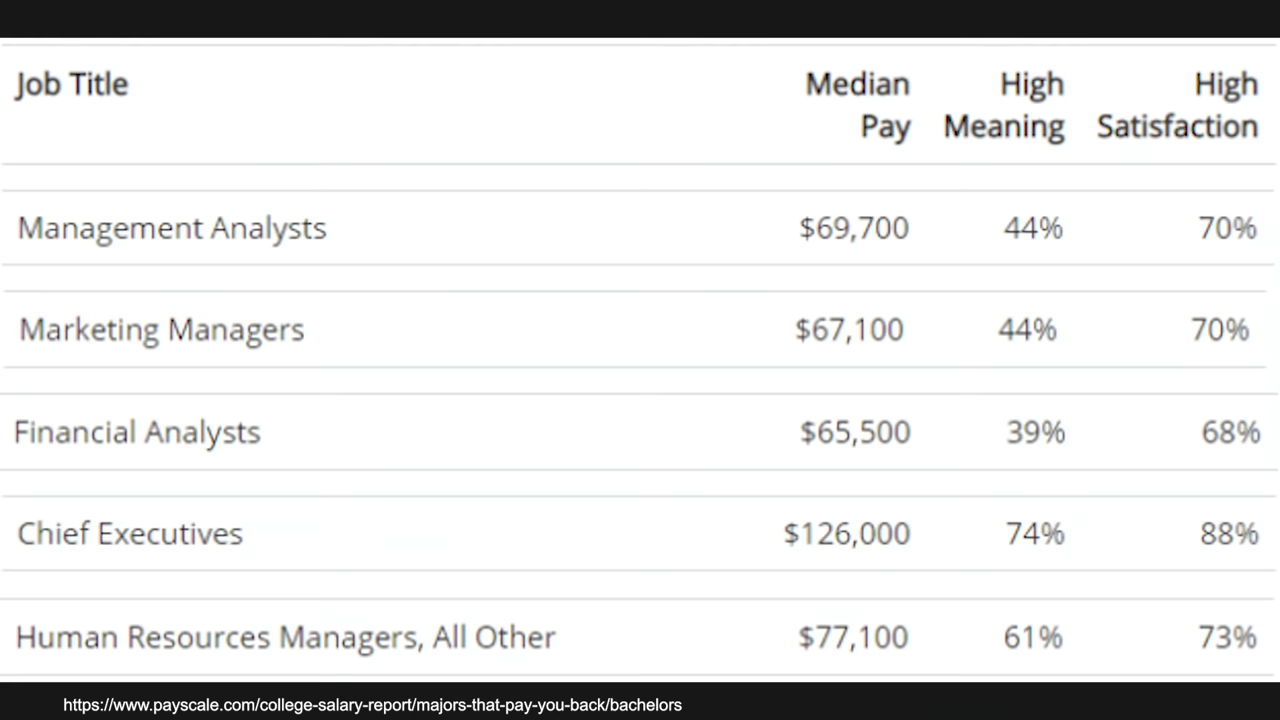 Job Title Median Pay High Meaning High Satisfaction
Management Analysts $69,700 44% 70%
Marketing Managers $67,100 44% 70%
Financial Analysts $65,500 39% 68%
Chief Executives $126,000 74% 88%
Human Resources Managers, All Other $77,100 61% 73%
https://www.payscale.com/college-salary-report/majors-that-pay-you-back/bachelors